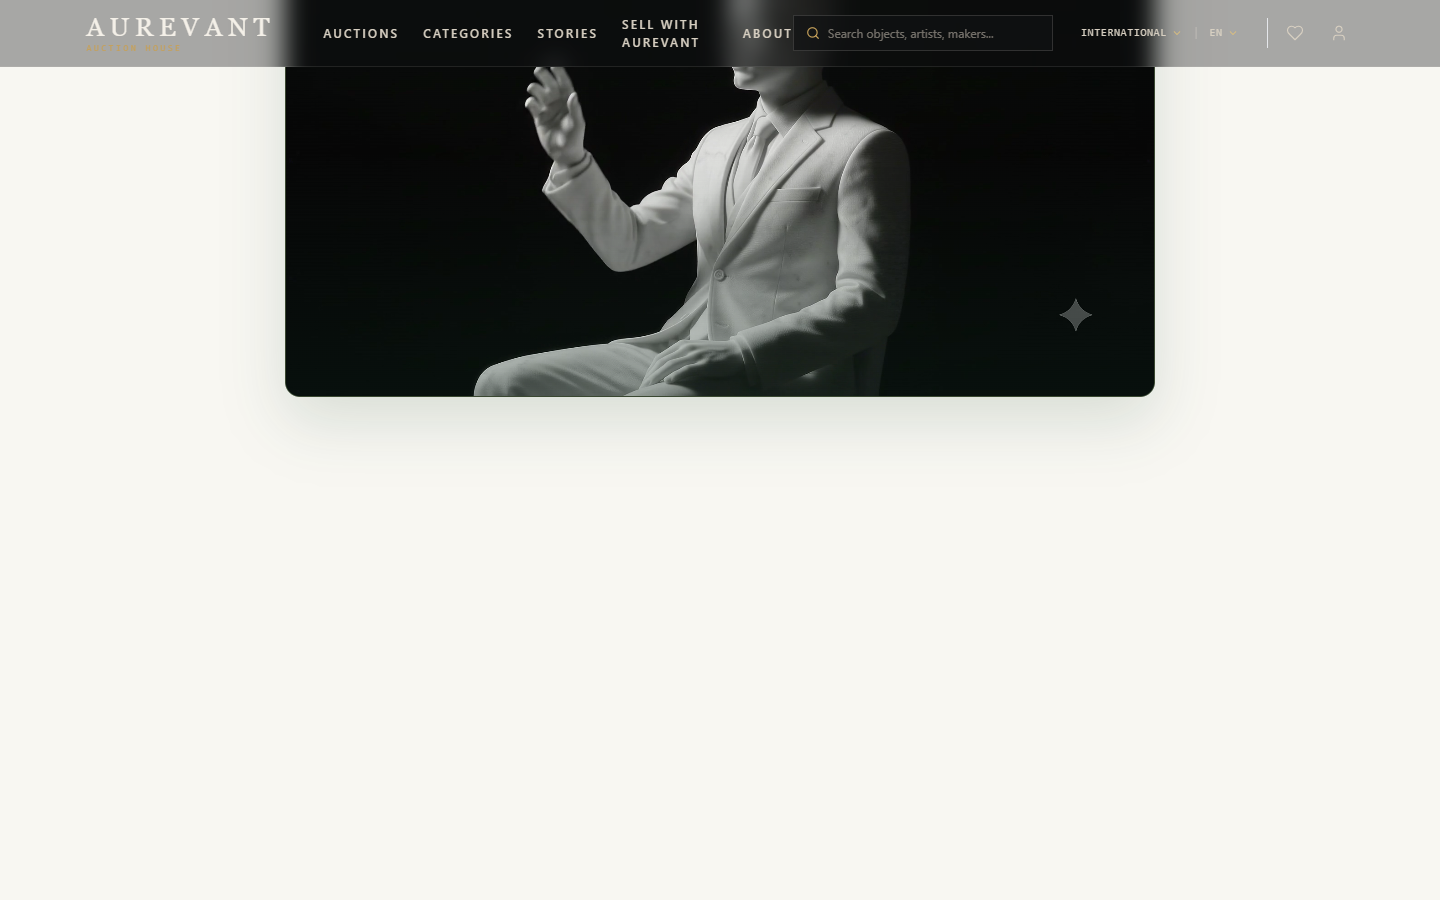 AUREVANT
AUCTIONS
CATEGORIES
STORIES
SELL WITH
AUREVANT
ABOUT
Search objects, artists, makers...
INTERNATIONAL
EN